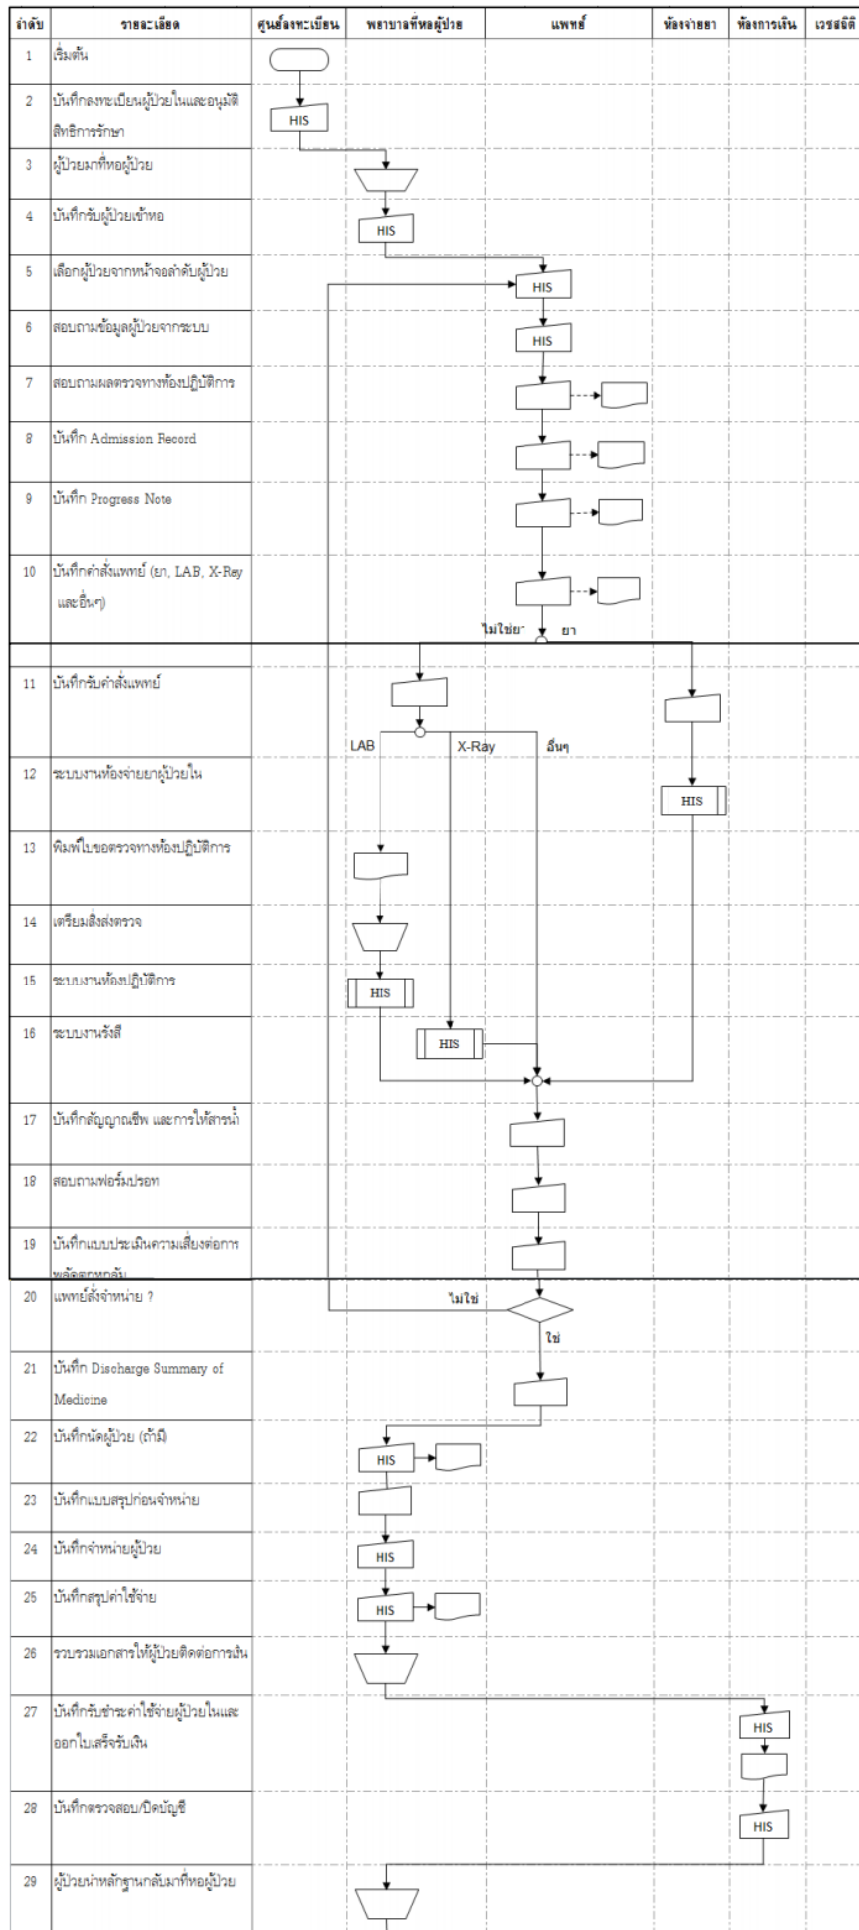 ลำดับ รายละเอียด ศูนย์ลงทะเบียน พยาบาลที่หอผู้ป่วย แพทย์ ห้องจ่ายยา ห้องการเงิน เวชสถิติ
1 เริ่มต้น
2 บันทึกลงทะเบียนผู้ป่วยในและอนุมัติ
สิทธิการรักษา
HIS
3 ผู้ป่วยมาที่หอผู้ป่วย
4 บันทึกรับผู้ป่วยเข้าหอ
HIS
5 เลือกผู้ป่วยจากหน้าจอลำดับผู้ป่วย
HIS
6 สอบถามข้อมูลผู้ป่วยจากระบบ
HIS
7 สอบถามผลตรวจทางห้องปฏิบัติการ
8 บันทึก Admission Record
9 บันทึก Progress Note
10 บันทึกคำสั่งแพทย์ (ยา, LAB, X-Ray
และอื่นๆ)
ไม่ใช่ยา ยา
11 บันทึกรับคำสั่งแพทย์
LAB X-Ray อื่นๆ
12 ระบบงานห้องจ่ายยาผู้ป่วยใน
HIS
13 พิมพ์ใบขอตรวจทางห้องปฏิบัติการ
14 เตรียมสิ่งส่งตรวจ
15 ระบบงานห้องปฏิบัติการ
HIS
16 ระบบงานรังสี
HIS
17 บันทึกสัญญาณชีพ และการให้สารน้ำ
18 สอบถามฟอร์มปรอท
19 บันทึกแบบประเมินความเสี่ยงต่อการ
พลัดตกหกล้ม
20 แพทย์สั่งจำหน่าย ?
ไม่ใช่
ใช่
21 บันทึก Discharge Summary of
Medicine
22 บันทึกนัดผู้ป่วย (ถ้ามี)
HIS
23 บันทึกแบบสรุปก่อนจำหน่าย
24 บันทึกจำหน่ายผู้ป่วย
HIS
25 บันทึกสรุปค่าใช้จ่าย
HIS
26 รวบรวมเอกสารให้ผู้ป่วยติดต่อการเงิน
27 บันทึกรับชำระค่าใช้จ่ายผู้ป่วยในและ
ออกใบเสร็จรับเงิน
HIS
28 บันทึกตรวจสอบ/ปิดบัญชี
HIS
29 ผู้ป่วยนำหลักฐานกลับมาที่หอผู้ป่วย